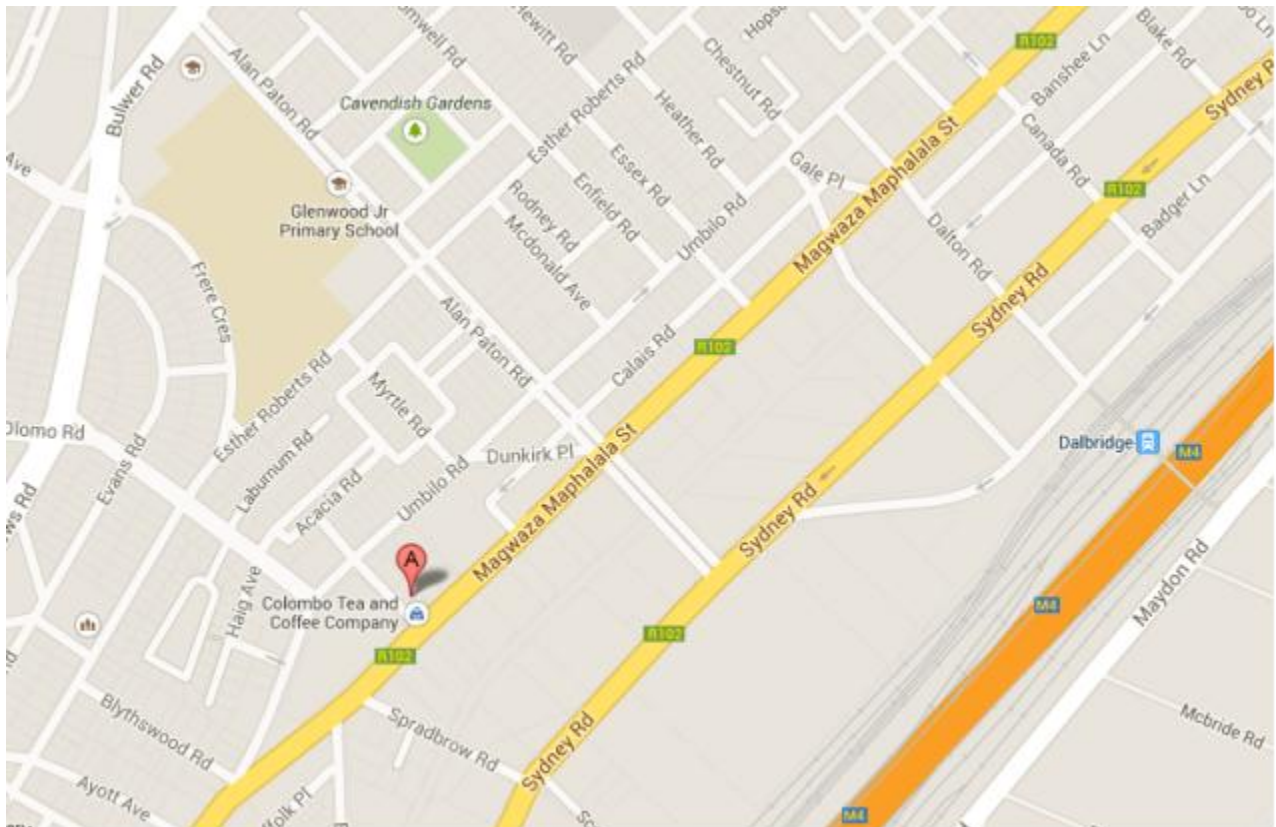 Hewitt Rd
Chestnut Rd
R102
Banshee Ln
Blake Rd
Sydney R
Bulwer Rd
Alan Paton Rd
Cavendish Gardens
Esther Roberts Rd
Heather Rd
Magwaza Maphalala St
Canada Rd
Ave
Glenwood Jr
Primary School
Essex Rd
Enfield Rd
Gale Pl
R102
Badger Ln
Rodney Rd
Mcdonald Ave
Umbilo Rd
Dalton Rd
Frere Cres
Sydney Rd
Alan Paton Rd
Calais Rd
R102
Esther Roberts Rd
Myrtle Rd
Dlomo Rd
Evans Rd
Laburnum Rd
Acacia Rd
Umbilo Rd
Dunkirk Pl
Magwaza Maphalala St
Sydney Rd
Dalbridge
M4
ws Rd
A
Haig Ave
Colombo Tea and
Coffee Company
R102
R102
M4
Maydon Rd
Blythswood Rd
Spradbrow Rd
Sydney Rd
Mcbride Rd
Ayott Ave
folk Pl
M4